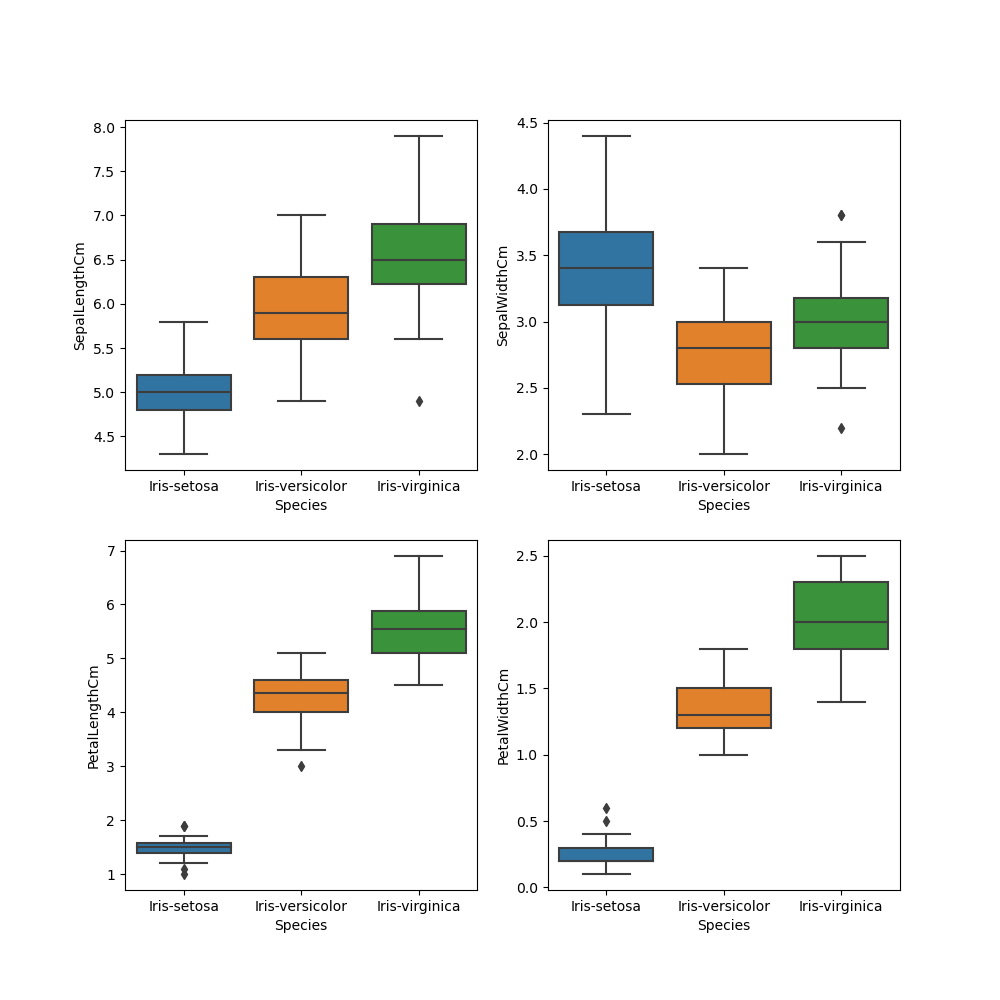 SepalLengthCm
8.0
7.5
7.0
6.5
6.0
5.5
5.0
4.5
Iris-setosa Iris-versicolor Iris-virginica
Species
SepalWidthCm
4.5
4.0
3.5
3.0
2.5
2.0
Iris-setosa Iris-versicolor Iris-virginica
Species
PetalLengthCm
7
6
5
4
3
2
1
Iris-setosa Iris-versicolor Iris-virginica
Species
PetalWidthCm
2.5
2.0
1.5
1.0
0.5
0.0
Iris-setosa Iris-versicolor Iris-virginica
Species